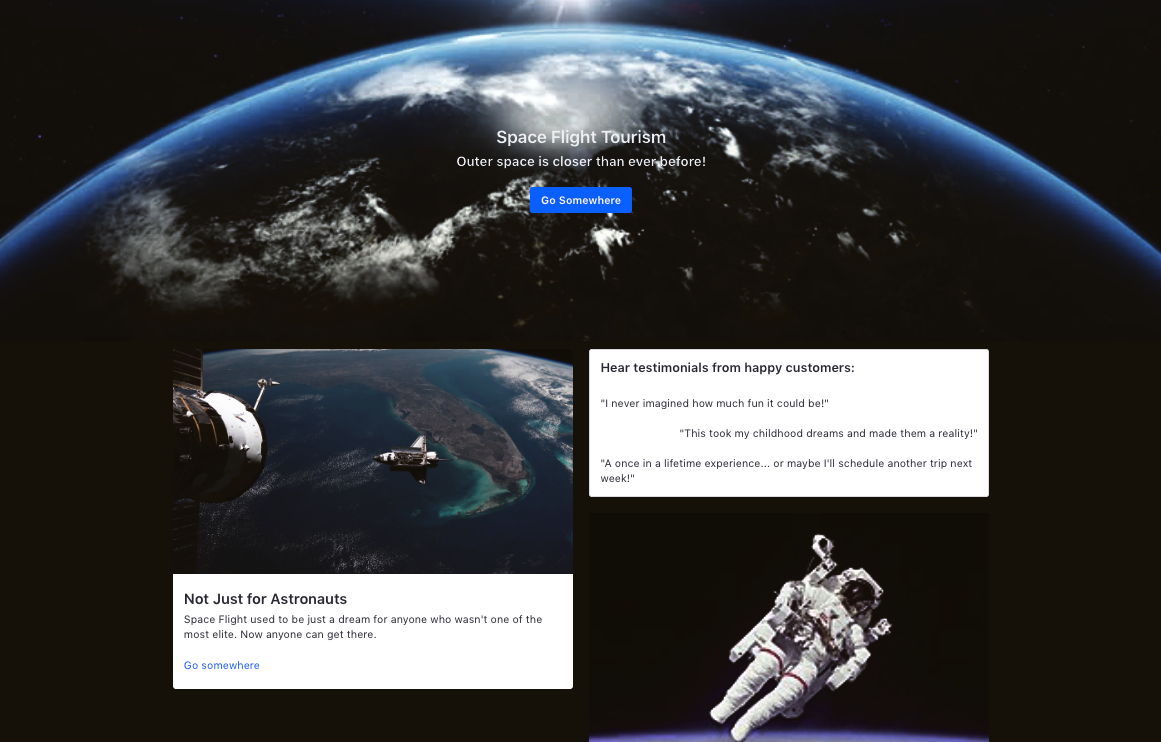 Space Flight Tourism
Outer space is closer than ever before!
Go Somewhere
Not Just for Astronauts
Space Flight used to be just a dream for anyone who wasn't one of the
most elite. Now anyone can get there.
Go somewhere
Hear testimonials from happy customers:
"I never imagined how much fun it could be!"
"This took my childhood dreams and made them a reality!"
"A once in a lifetime experience... or maybe I'll schedule another trip next
week!"